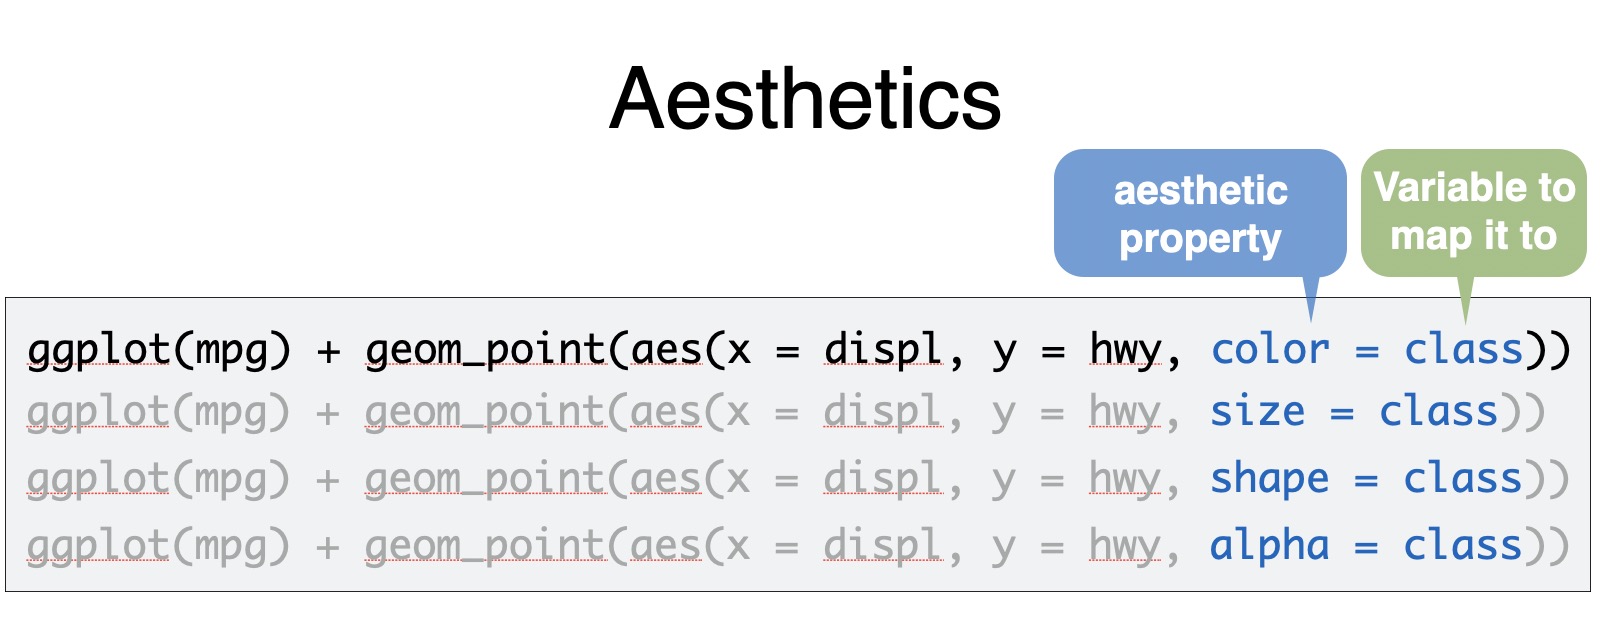 Aesthetics
aesthetic
property
Variable to
map it to
ggplot(mpg) + geom_point(aes(x = displ, y = hwy, color = class))
ggplot(mpg) + geom_point(aes(x = displ, y = hwy, size = class))
ggplot(mpg) + geom_point(aes(x = displ, y = hwy, shape = class))
ggplot(mpg) + geom_point(aes(x = displ, y = hwy, alpha = class))